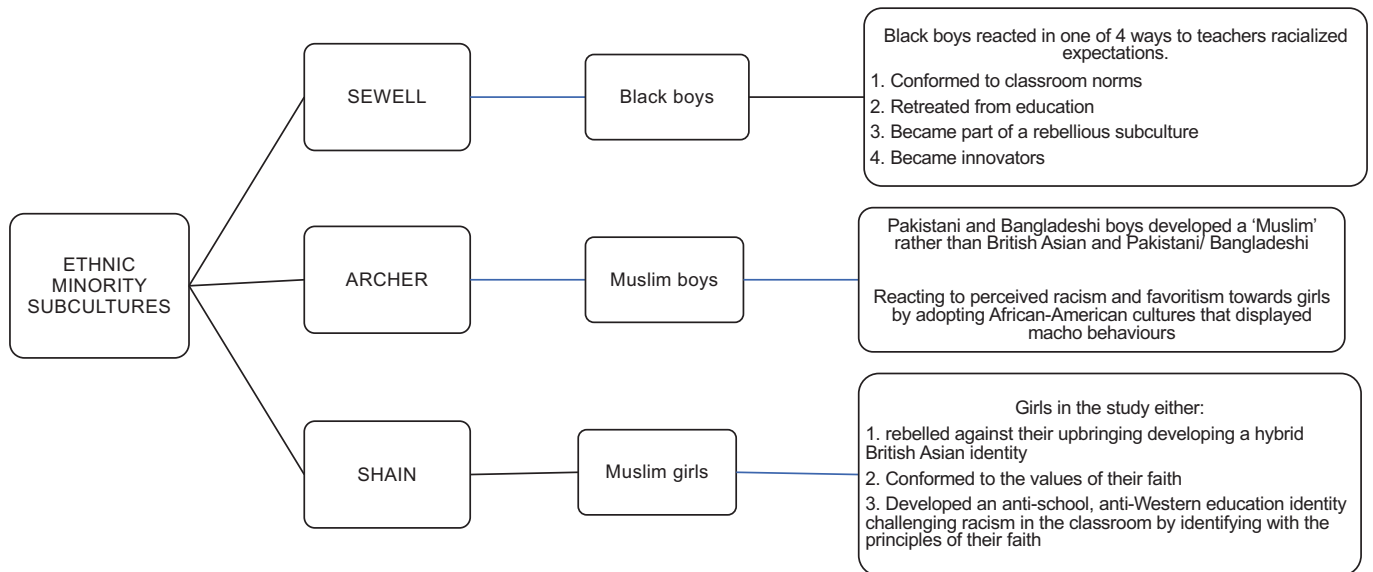 ETHNIC
MINORITY
SUBCULTURES
SEWELL
Black boys
Black boys reacted in one of 4 ways to teachers racialized
expectations.
1. Conformed to classroom norms
2. Retreated from education
3. Became part of a rebellious subculture
4. Became innovators
ARCHER
Muslim boys
Pakistani and Bangladeshi boys developed a ‘Muslim’
rather than British Asian and Pakistani/ Bangladeshi
Reacting to perceived racism and favoritism towards girls
by adopting African-American cultures that displayed
macho behaviours
SHAIN
Muslim girls
Girls in the study either:
1. rebelled against their upbringing developing a hybrid
British Asian identity
2. Conformed to the values of their faith
3. Developed an anti-school, anti-Western education identity
challenging racism in the classroom by identifying with the
principles of their faith